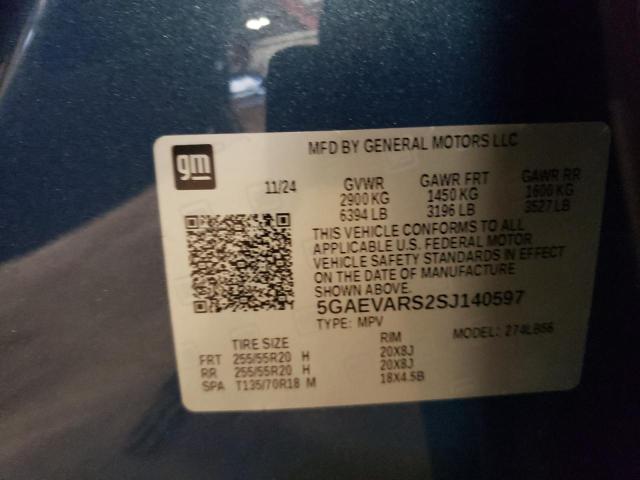 gm
MFD BY GENERAL MOTORS LLC
11/24 GVWR GAWR FRT GAWR RR
2900 KG 1450 KG 1600 KG
6394 LB 3196 LB 3527 LB
THIS VEHICLE CONFORMS TO ALL
APPLICABLE U.S. FEDERAL MOTOR
VEHICLE SAFETY STANDARDS IN EFFECT
ON THE DATE OF MANUFACTURE
SHOWN ABOVE.
5GAEVARS2SJ140597
TYPE: MPV MODEL: 274LB56
TIRE SIZE RIM
FRT 255/55R20 H 20X8J
RR 255/55R20 H 20X8J
SPA T135/70R18 M 18X4.5B